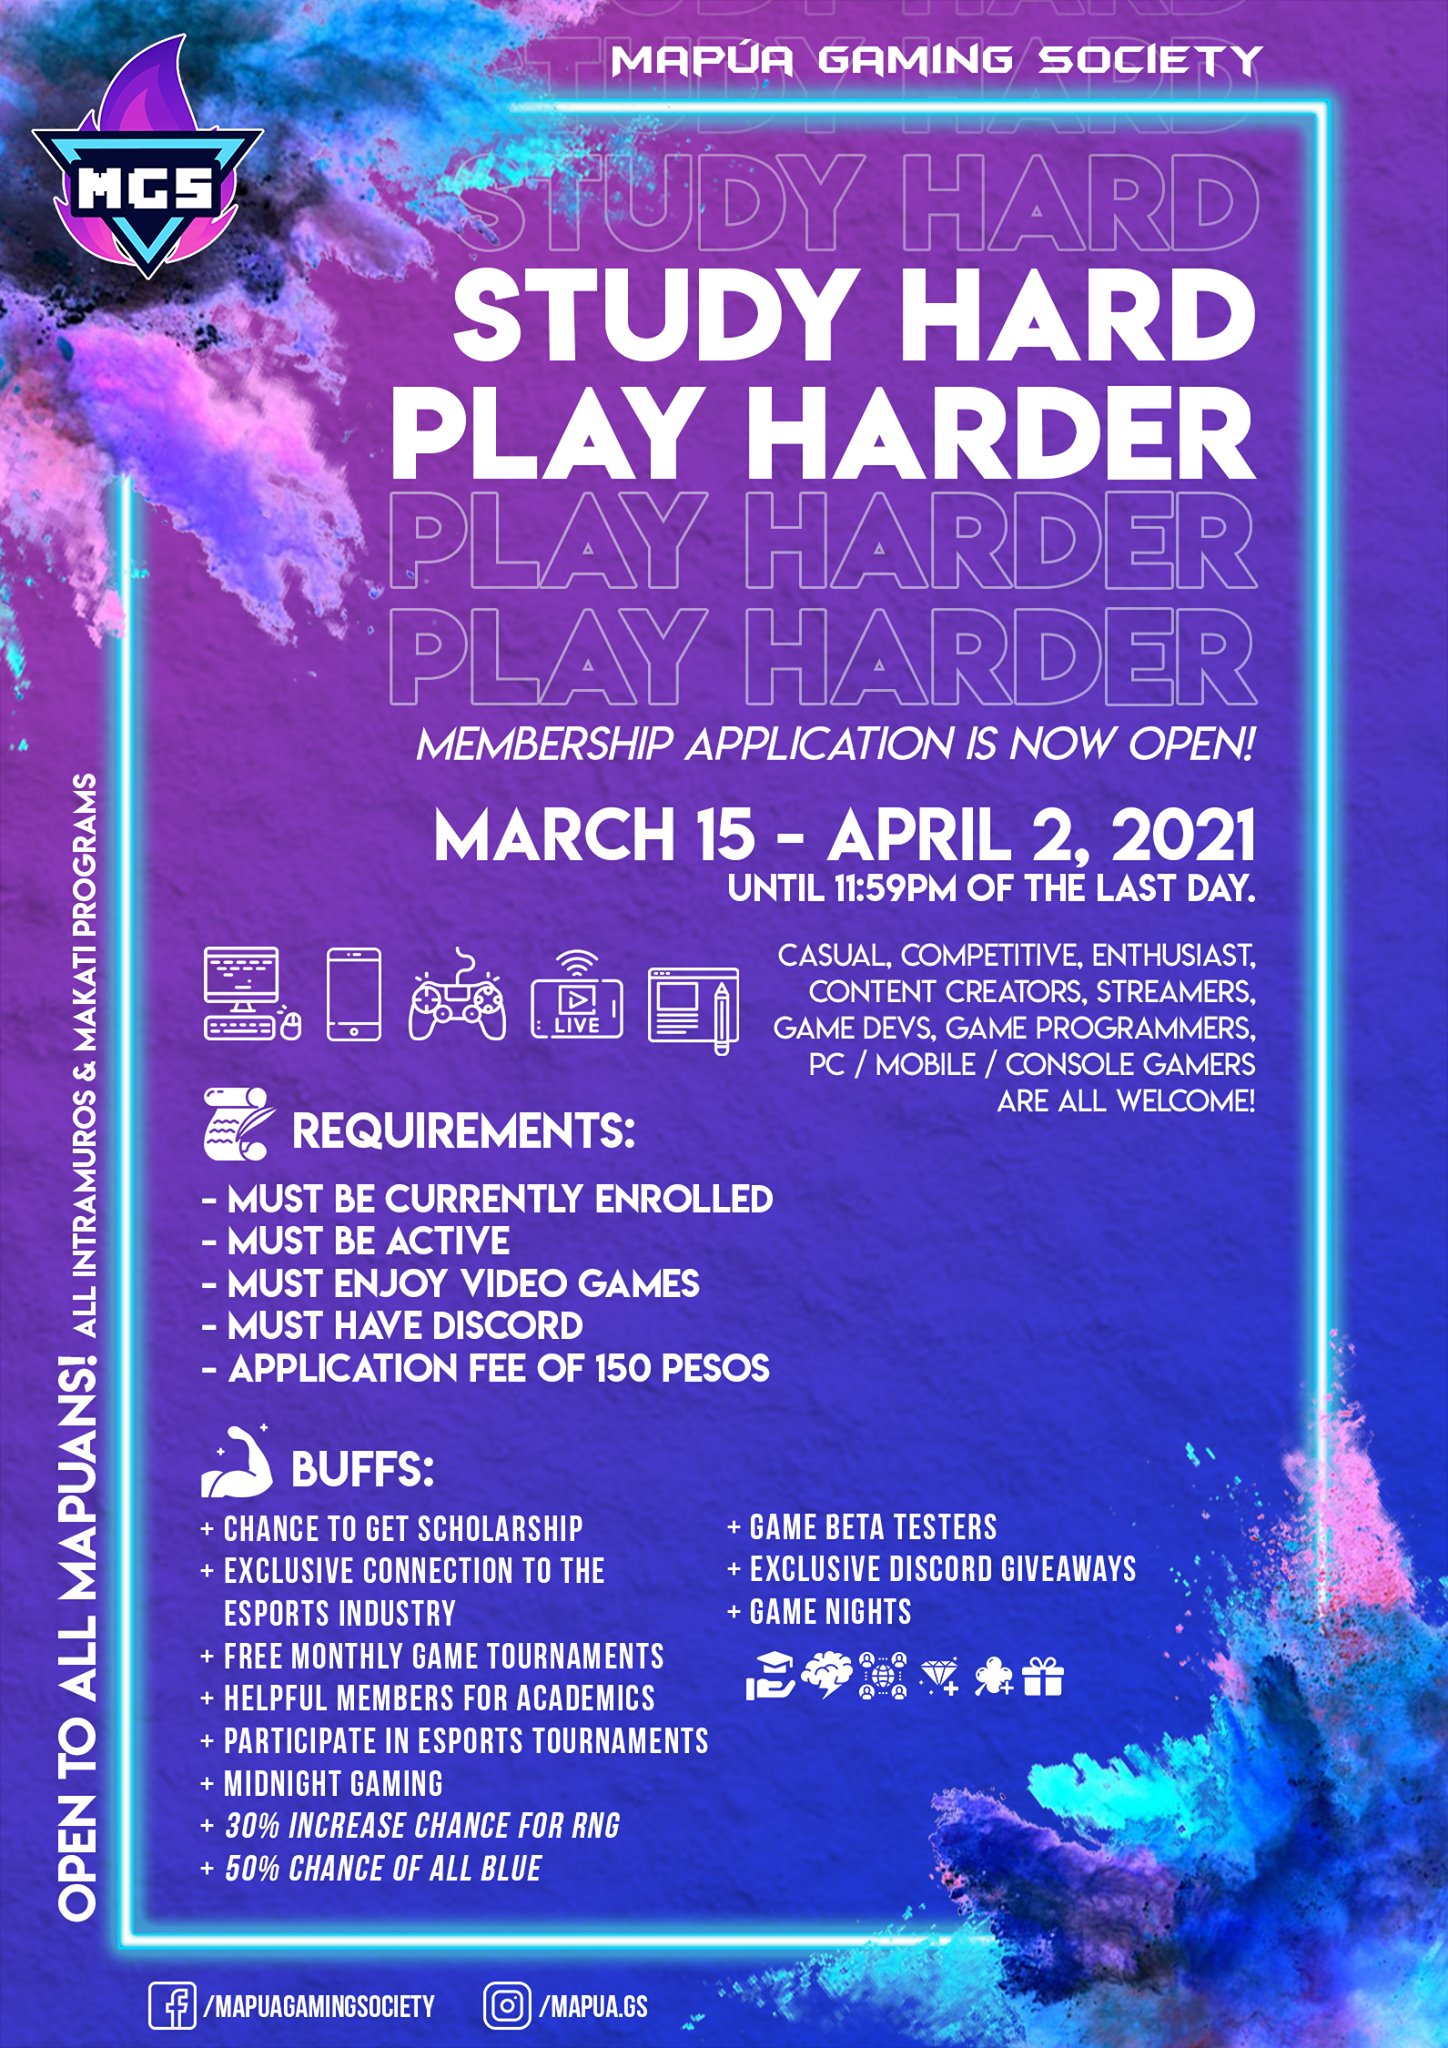 STUDY HARD
STUDY HARD
MAPÚA GAMING SOCIETY
STUDY HARD
MGS
STUDY HARD
STUDY HARD
PLAY HARDER
PLAY HARDER
PLAY HARDER
MEMBERSHIP APPLICATION IS NOW OPEN!
MARCH 15 - APRIL 2, 2021
UNTIL 11:59PM OF THE LAST DAY.
CASUAL, COMPETITIVE, ENTHUSIAST,
CONTENT CREATORS, STREAMERS,
GAME DEVS, GAME PROGRAMMERS,
PC / MOBILE / CONSOLE GAMERS
ARE ALL WELCOME!
LIVE
REQUIREMENTS:
- MUST BE CURRENTLY ENROLLED
- MUST BE ACTIVE
- MUST ENJOY VIDEO GAMES
- MUST HAVE DISCORD
- APPLICATION FEE OF 150 PESOS
BUFFS:
+ CHANCE TO GET SCHOLARSHIP
+ EXCLUSIVE CONNECTION TO THE
ESPORTS INDUSTRY
+ FREE MONTHLY GAME TOURNAMENTS
+ HELPFUL MEMBERS FOR ACADEMICS
+ PARTICIPATE IN ESPORTS TOURNAMENTS
+ MIDNIGHT GAMING
+ 30% INCREASE CHANCE FOR RNG
+ 50% CHANCE OF ALL BLUE
+ GAME BETA TESTERS
+ EXCLUSIVE DISCORD GIVEAWAYS
+ GAME NIGHTS
OPEN TO ALL MAPUANS! ALL INTRAMUROS & MAKATI PROGRAMS
/MAPUAGAMINGSOCIETY
/MAPUA.GS